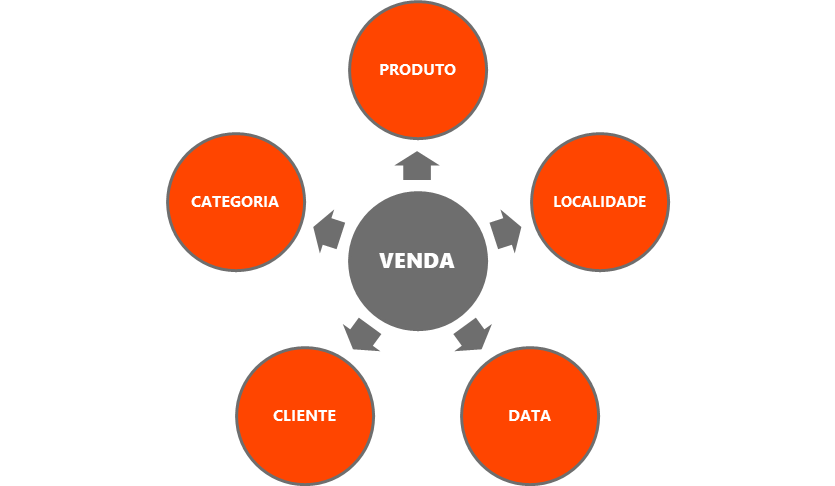 PRODUTO
CATEGORIA
LOCALIDADE
VENDA
CLIENTE
DATA